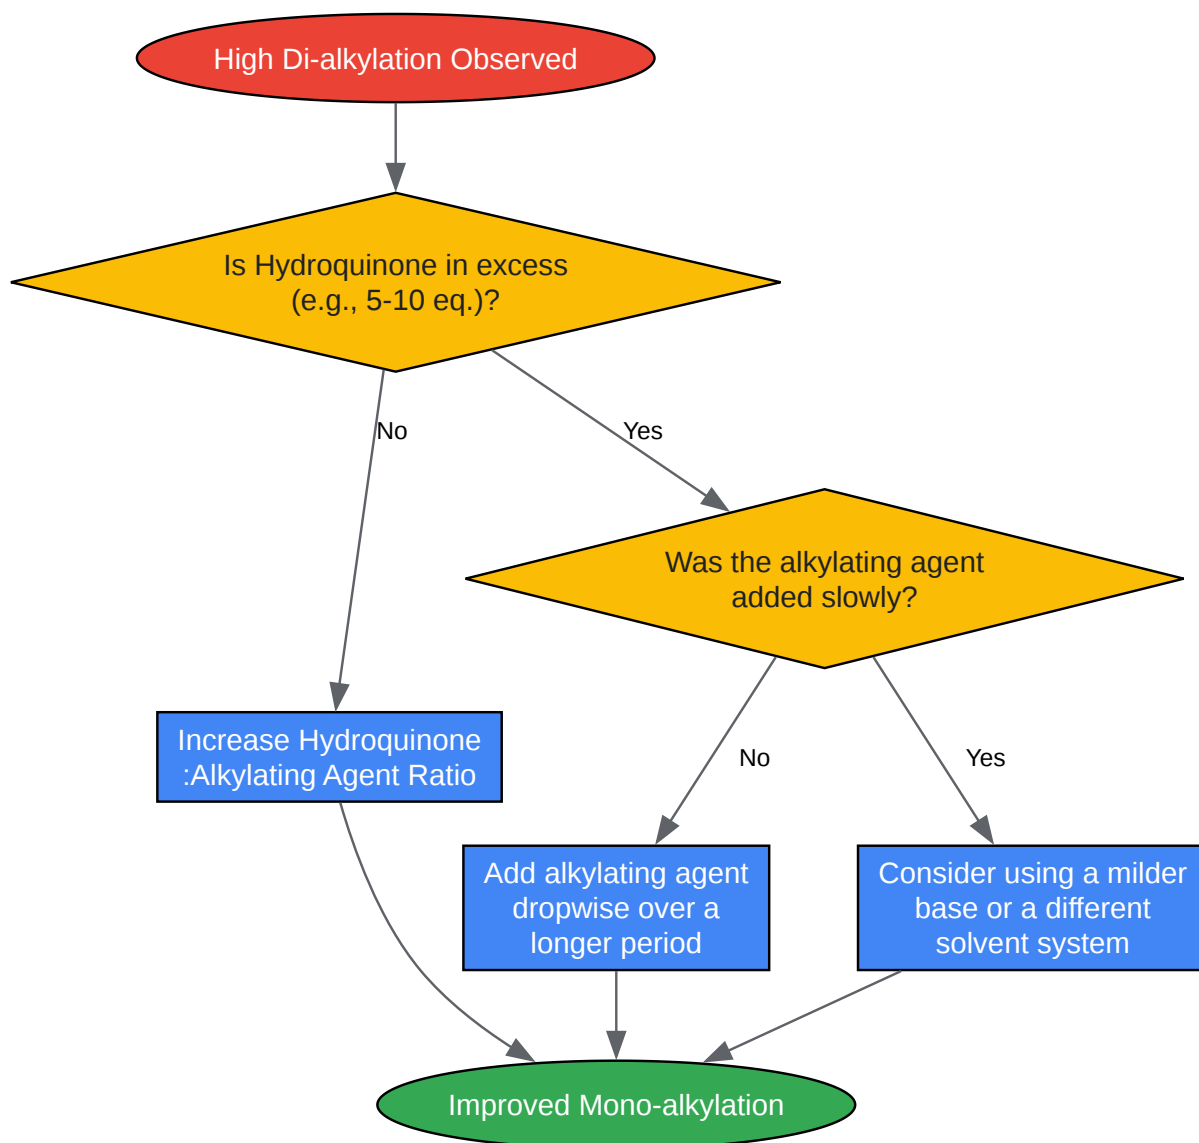 High Di-alkylation Observed
Is Hydroquinone in excess
(e.g., 5-10 eq.)?
No
Yes
Was the alkylating agent
added slowly?
Increase Hydroquinone
:Alkylating Agent Ratio
No
Yes
Add alkylating agent
dropwise over a
longer period
Consider using a milder
base or a different
solvent system
Improved Mono-alkylation